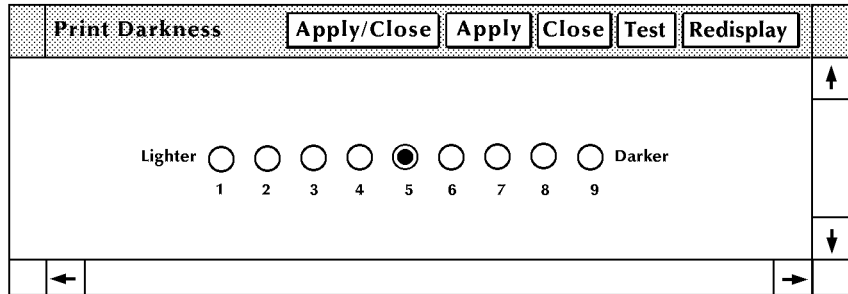 Print Darkness Apply/Close Apply Close Test Redisplay
Lighter Darker
1 2 3 4 5 6 7 8 9